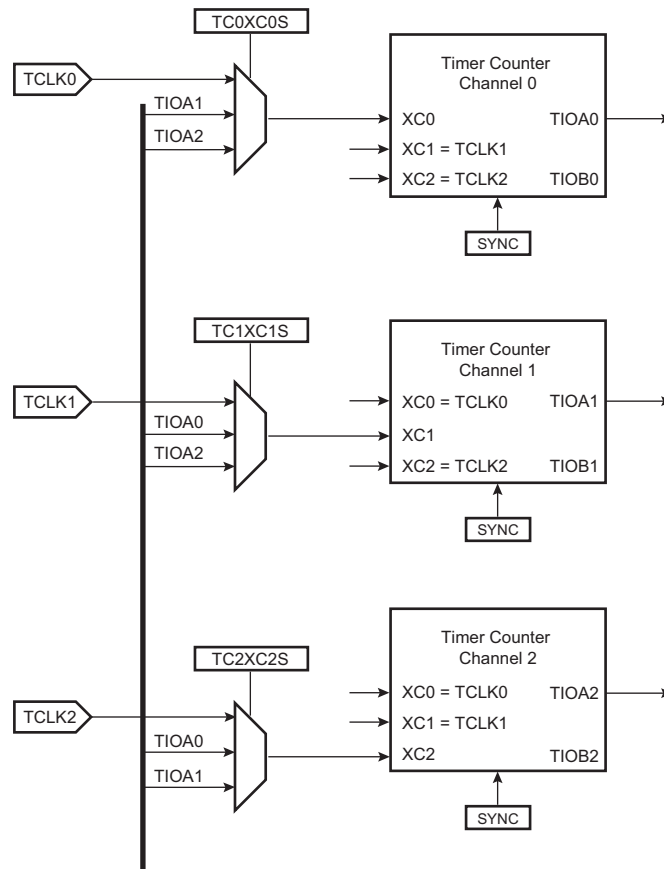 TC0XC0S
TCLK0
TIOA1
TIOA2
Timer Counter
Channel 0
XC0
TIOA0
XC1 = TCLK1
XC2 = TCLK2
TIOB0
SYNC
TC1XC1S
TCLK1
TIOA0
TIOA2
Timer Counter
Channel 1
XC0 = TCLK0
TIOA1
XC1
XC2 = TCLK2
TIOB1
SYNC
TC2XC2S
TCLK2
TIOA0
TIOA1
Timer Counter
Channel 2
XC0 = TCLK0
TIOA2
XC1 = TCLK1
XC2
TIOB2
SYNC